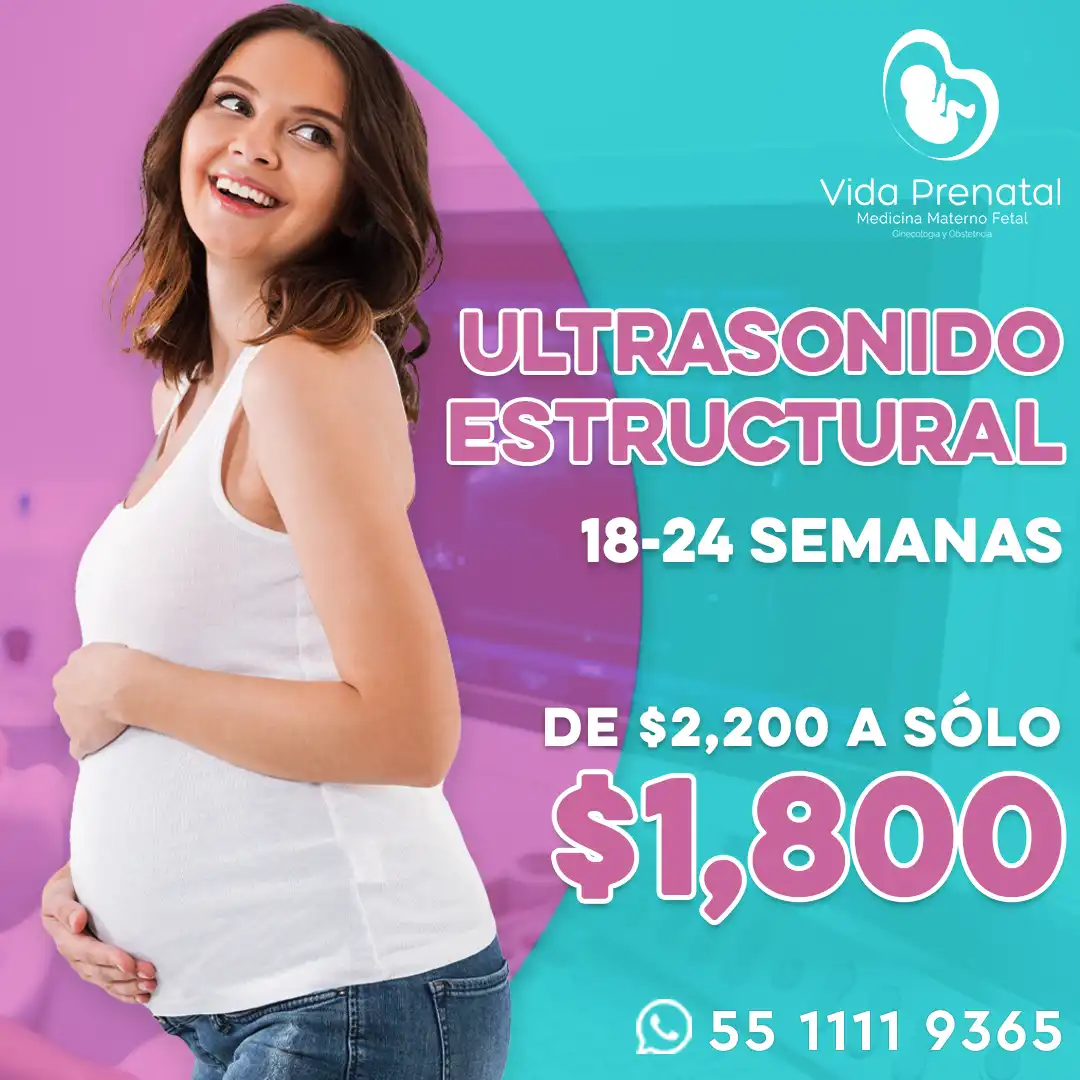 Vida Prenatal
Medicina Materno Fetal
Ginecología y Obstetricia
ULTRASONIDO
ESTRUCTURAL
18-24 SEMANAS
DE $2,200 A SÓLO
$1,800
55 1111 9365